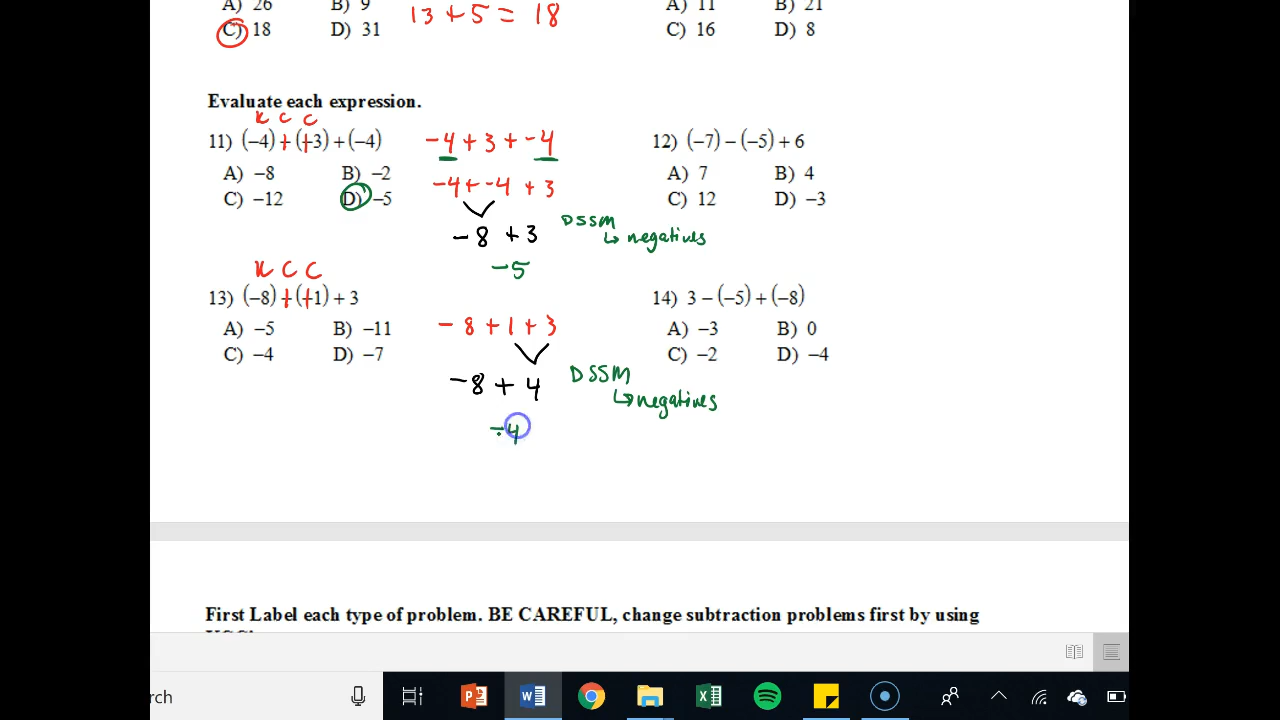 A) 26 B) 9 13 + 5 = 18 A) 11 B) 21
C) 18 D) 31 C) 16 D) 8
Evaluate each expression.
K C C
11) (−4) + (+3) + (−4) -4 + 3 + -4 12) (−7) − (−5) + 6
A) −8 B) −2 -4 + -4 + 3 A) 7 B) 4
C) −12 D) −5 C) 12 D) −3
-8 + 3 DSSM
↳ negatives
-5
K C C
13) (−8) + (+1) + 3 14) 3 − (−5) + (−8)
A) −5 B) −11 -8 + 1 + 3 A) −3 B) 0
C) −4 D) −7 C) −2 D) −4
-8 + 4 DSSM
↳ negatives
-4
First Label each type of problem. BE CAREFUL, change subtraction problems first by using
rch